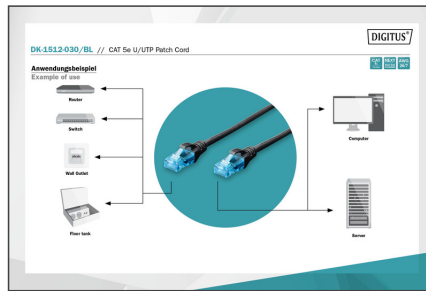 DIGITUS®
DK-1512-030/BL // CAT 5e U/UTP Patch Cord
Anwendungsbeispiel
Example of use
Router
Switch
Wall Outlet
Floor tank
Computer
Server